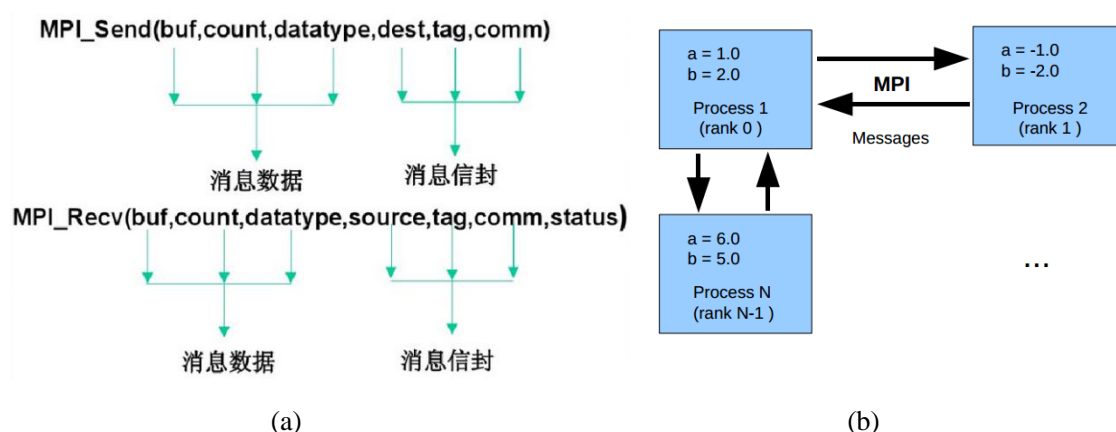 MPI_Send(buf,count,datatype,dest,tag,comm)
消息数据 消息信封
MPI_Recv(buf,count,datatype,source,tag,comm,status)
消息数据 消息信封
(a)
a = 1.0
b = 2.0
Process 1
(rank 0 )
MPI
Messages
a = -1.0
b = -2.0
Process 2
(rank 1 )
a = 6.0
b = 5.0
Process N
(rank N-1 )
...
(b)